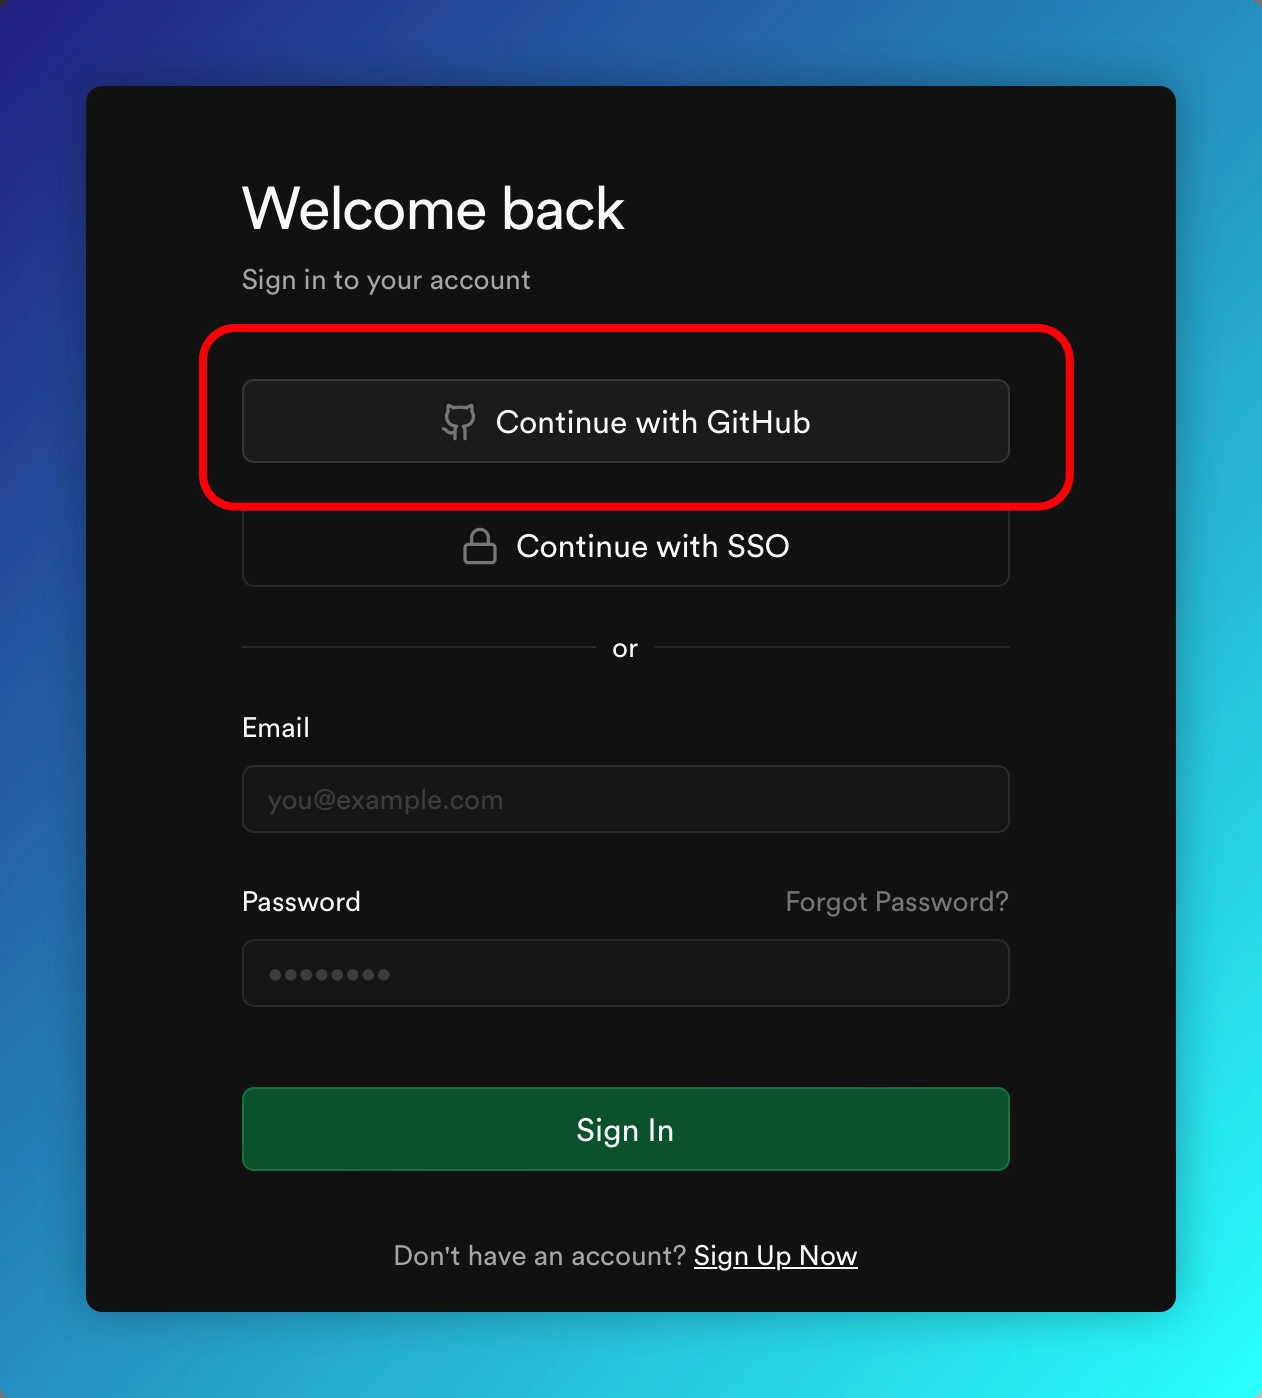 Welcome back
Sign in to your account
Continue with GitHub
Continue with SSO
or
Email
you@example.com
Password Forgot Password?
••••••••
Sign In
Don't have an account? Sign Up Now